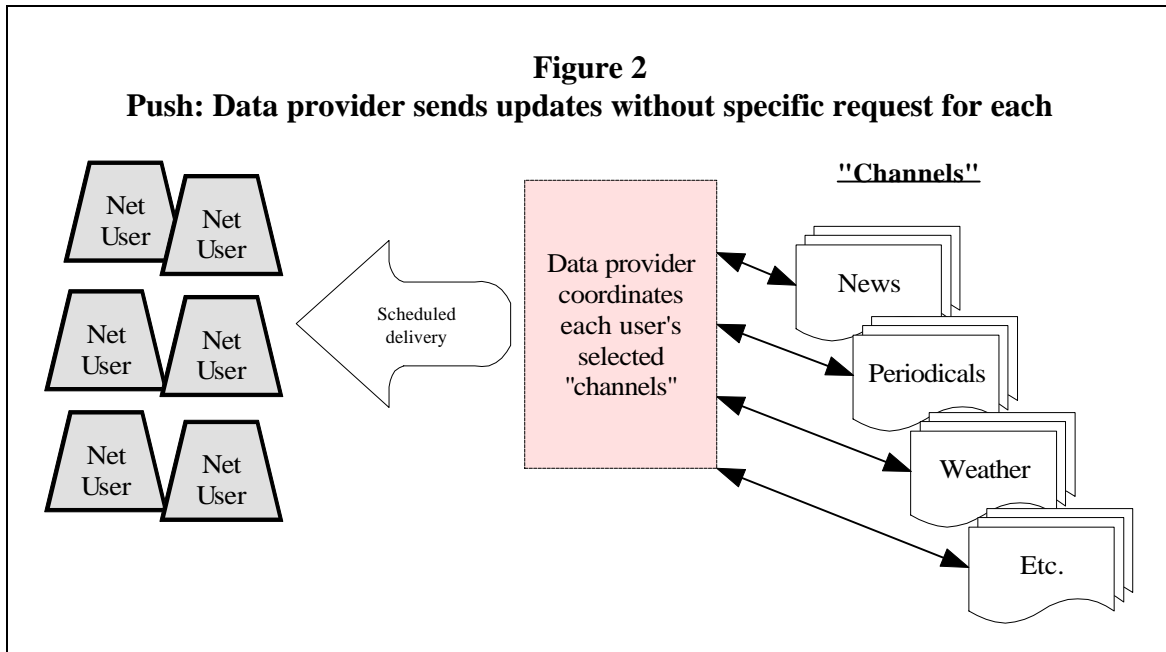 Figure 2
Push: Data provider sends updates without specific request for each
Net
User
Net
User
Net
User
Net
User
Net
User
Net
User
Scheduled
delivery
Data provider
coordinates
each user's
selected
"channels"
"Channels"
News
Periodicals
Weather
Etc.